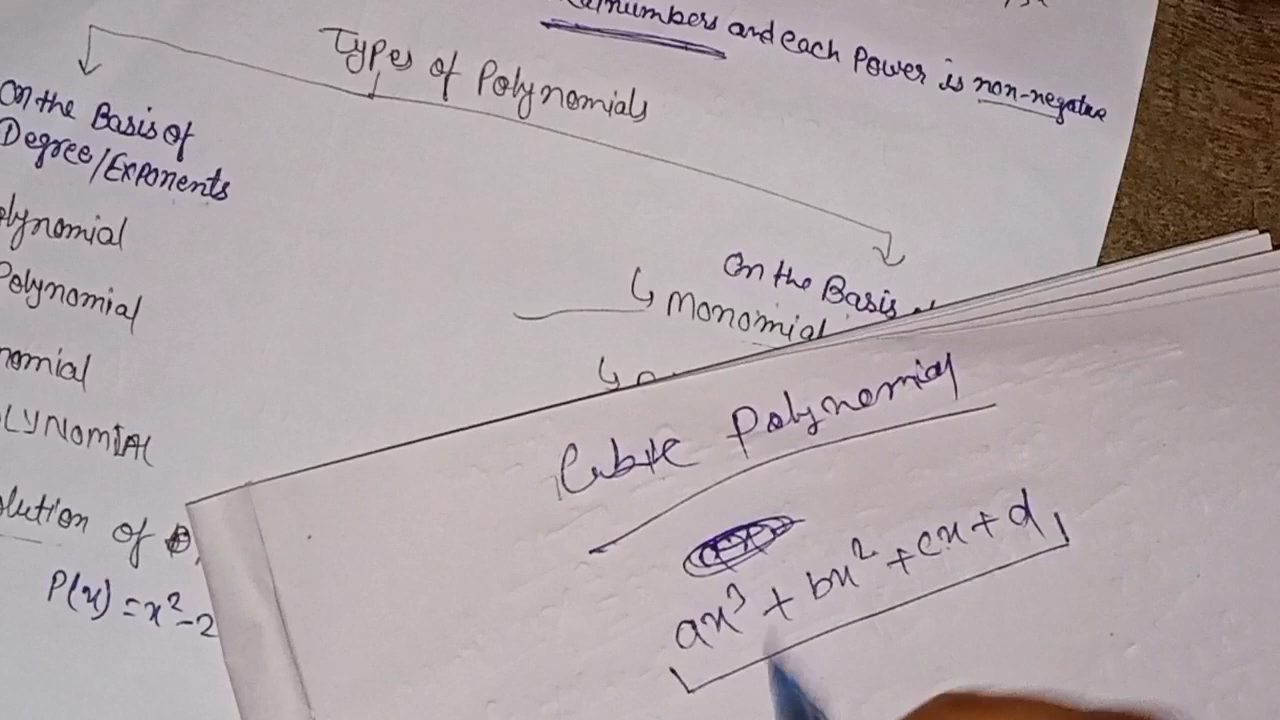 numbers and each Power is non-negative
Types of Polynomials
On the Basis of
Degree/Exponents
olynomial
Polynomial
nomial
LYNOMIAL
On the Basis
↳ Monomial
lution of
P(x) = x² - 2
Cubic Polynomial
ax³ + bx² + cx + d